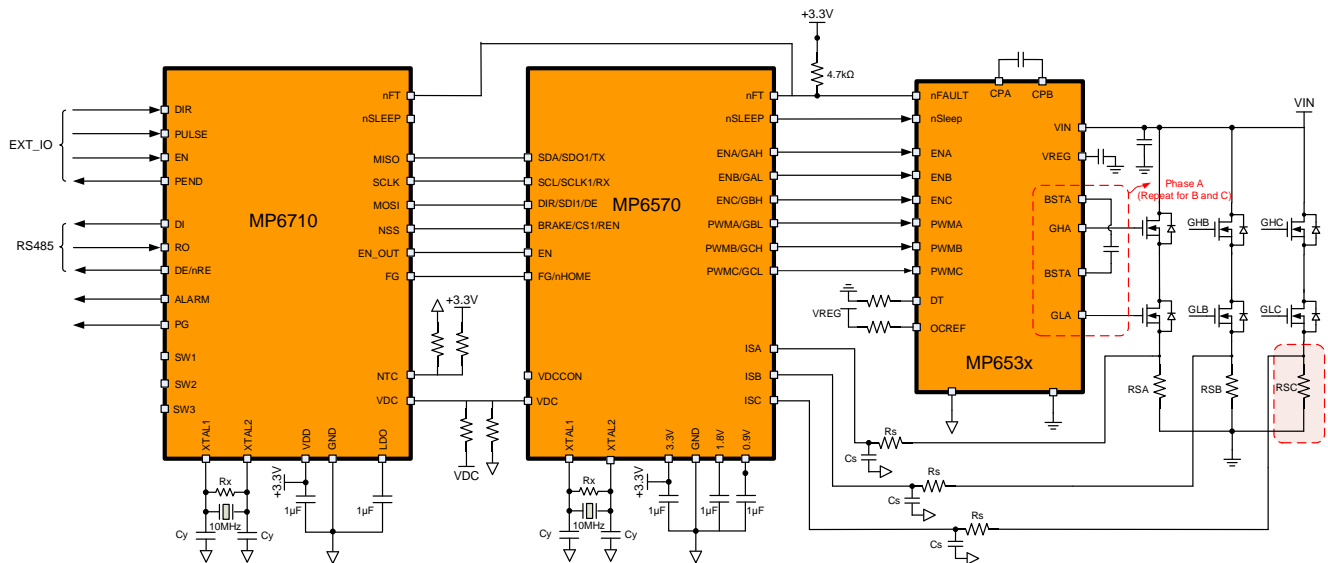 +3.3V
4.7kΩ
VIN
EXT_IO
RS485
DIR
PULSE
EN
PEND
DI
RO
DE/nRE
ALARM
PG
SW1
SW2
SW3
MP6710
nFT
nSLEEP
MISO
SCLK
MOSI
NSS
EN_OUT
FG
NTC
VDC
XTAL1
XTAL2
VDD
GND
LDO
+3.3V
VDC
Rx
10MHz
Cy
Cy
+3.3V
1µF
1µF
SDA/SDO1/TX
SCL/SCLK1/RX
DIR/SDI1/DE
BRAKE/CS1/REN
EN
FG/nHOME
VDCCON
VDC
MP6570
nFT
nSLEEP
ENA/GAH
ENB/GAL
ENC/GBH
PWMA/GBL
PWMB/GCH
PWMC/GCL
ISA
ISB
ISC
XTAL1
XTAL2
3.3V
GND
1.8V
0.9V
Rx
10MHz
Cy
Cy
+3.3V
1µF
1µF
1µF
CPA
CPB
nFAULT
nSleep
ENA
ENB
ENC
PWMA
PWMB
PWMC
DT
OCREF
VREG
MP653x
VIN
VREG
BSTA
GHA
BSTA
GLA
Phase A
(Repeat for B and C)
GHB
GHC
GLB
GLC
RSA
RSB
RSC
Rs
Cs
Rs
Cs
Rs
Cs